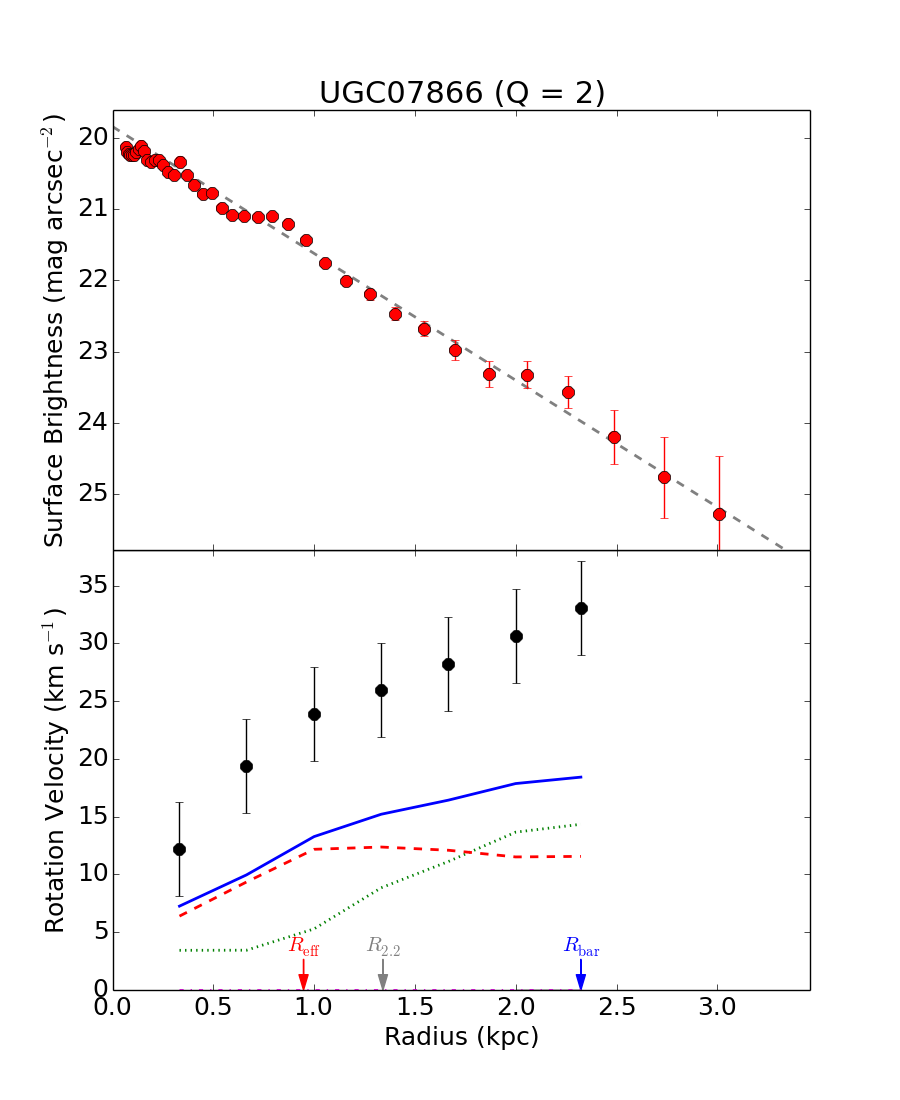 UGC07866 (Q = 2)
Surface Brightness (mag arcsec⁻²)
20
21
22
23
24
25
Rotation Velocity (km s⁻¹)
35
30
25
20
15
10
5
0
R_eff
R_2.2
R_bar
0.0 0.5 1.0 1.5 2.0 2.5 3.0
Radius (kpc)